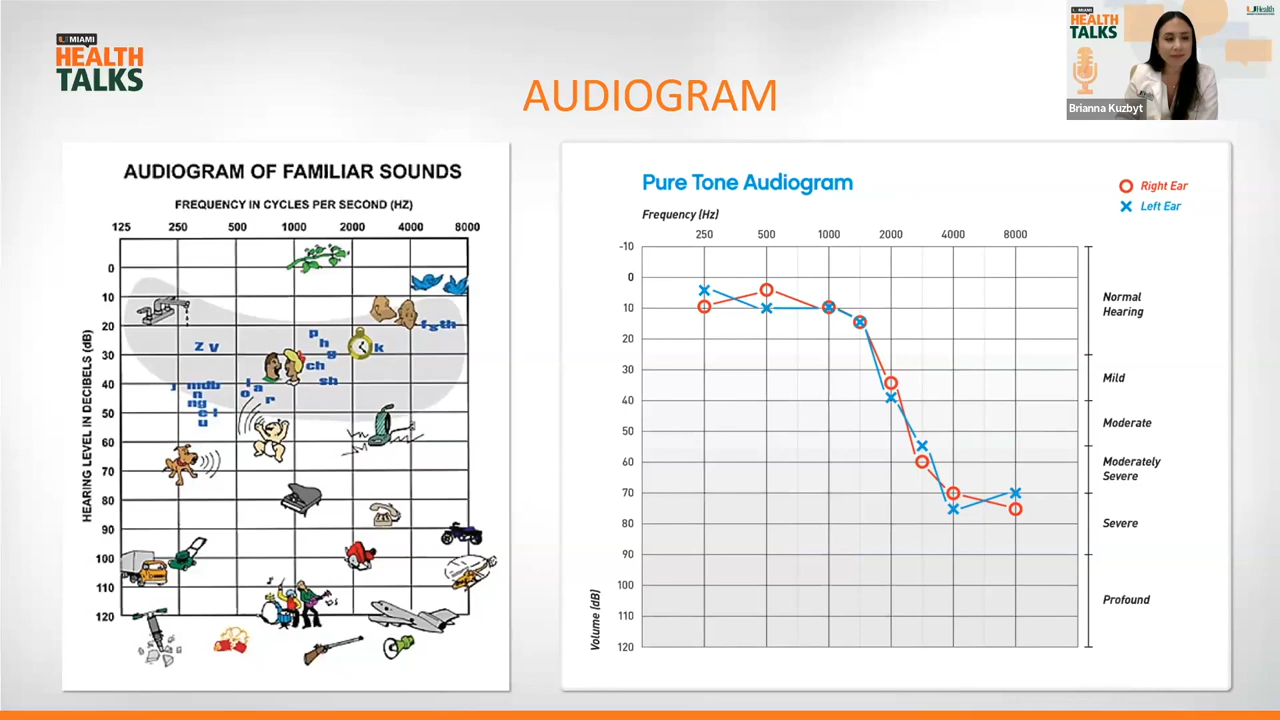 MIAMI
HEALTH
TALKS
AUDIOGRAM
MIAMI
HEALTH
TALKS
UHealth
Brianna Kuzbyt
AUDIOGRAM OF FAMILIAR SOUNDS
FREQUENCY IN CYCLES PER SECOND (HZ)
125 250 500 1000 2000 4000 8000
HEARING LEVEL IN DECIBELS (dB)
0
10
20
30
40
50
60
70
80
90
100
110
120
f s th
p
h
g
k
z v
ch
sh
j mdb
n
ng
e l
u
i a
o
r
Pure Tone Audiogram
Right Ear
Left Ear
Frequency (Hz)
250 500 1000 2000 4000 8000
-10
0
10
20
30
40
50
60
70
80
90
100
110
120
Volume (dB)
Normal
Hearing
Mild
Moderate
Moderately
Severe
Severe
Profound